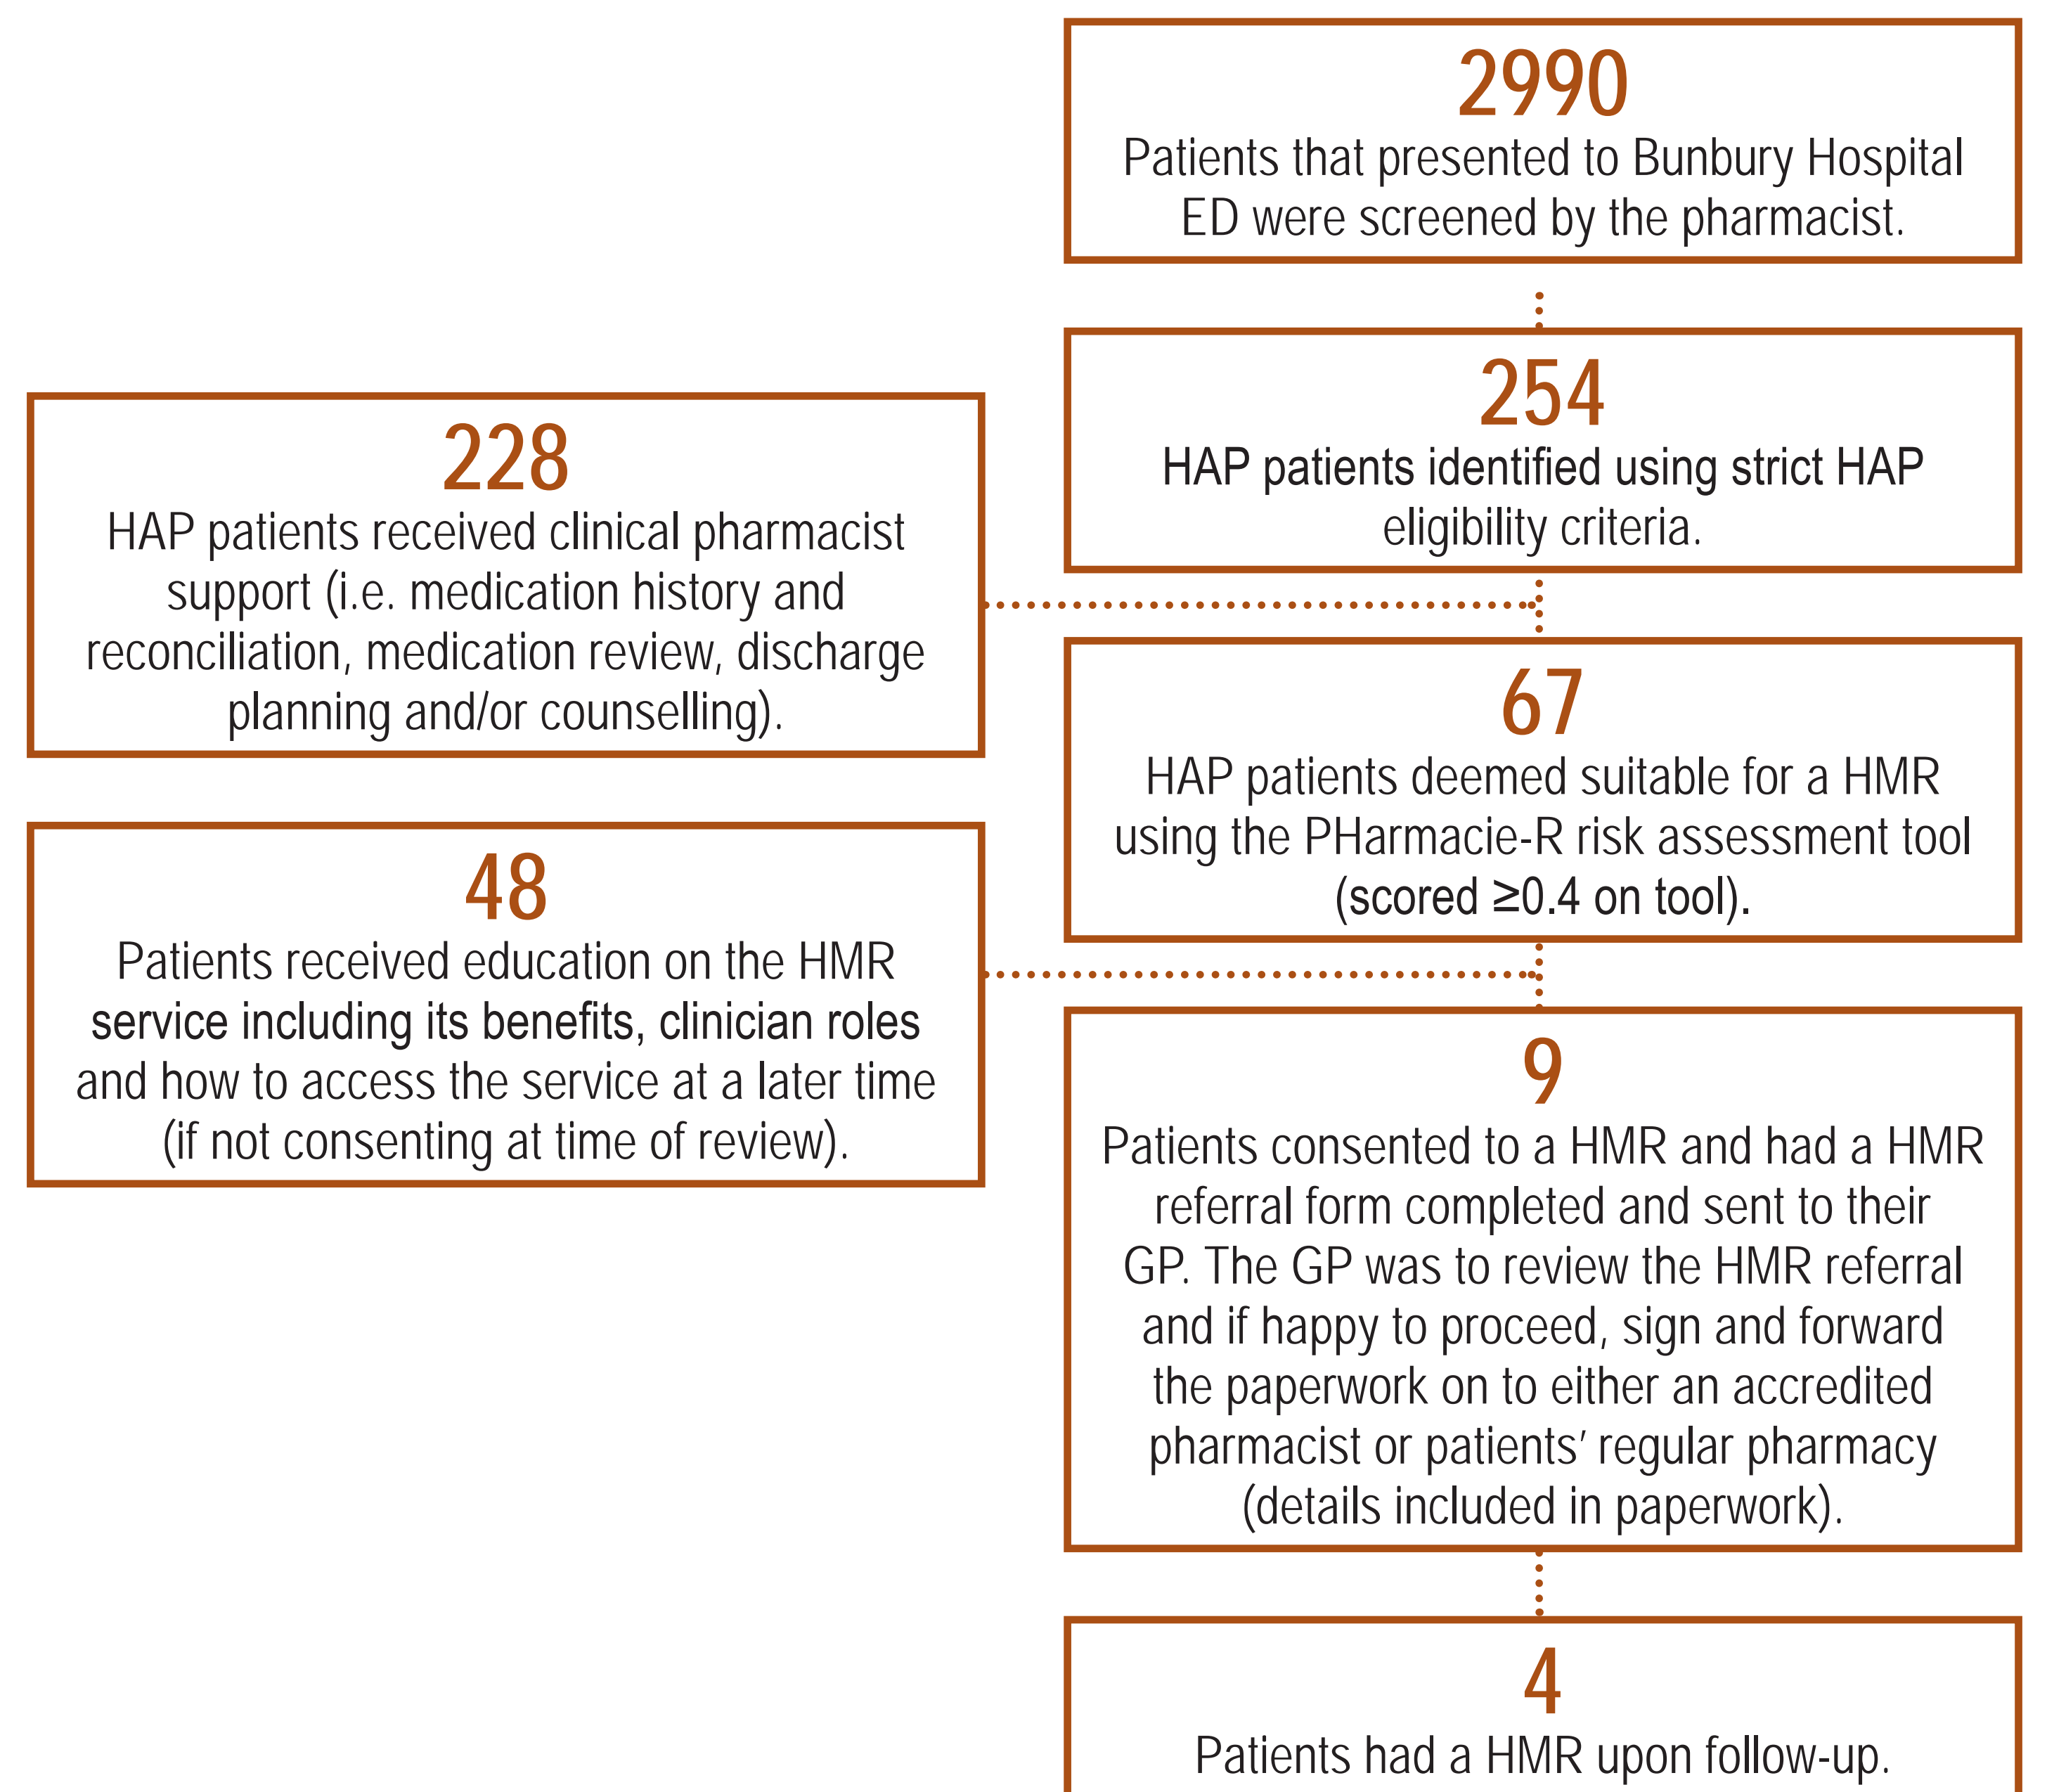 2990
Patients that presented to Bunbury Hospital
ED were screened by the pharmacist.
254
HAP patients identified using strict HAP
eligibility criteria.
228
HAP patients received clinical pharmacist
support (i.e. medication history and
reconciliation, medication review, discharge
planning and/or counselling).
67
HAP patients deemed suitable for a HMR
using the PHarmacie-R risk assessment tool
(scored ≥0.4 on tool).
48
Patients received education on the HMR
service including its benefits, clinician roles
and how to access the service at a later time
(if not consenting at time of review).
9
Patients consented to a HMR and had a HMR
referral form completed and sent to their
GP. The GP was to review the HMR referral
and if happy to proceed, sign and forward
the paperwork on to either an accredited
pharmacist or patients’ regular pharmacy
(details included in paperwork).
4
Patients had a HMR upon follow-up.